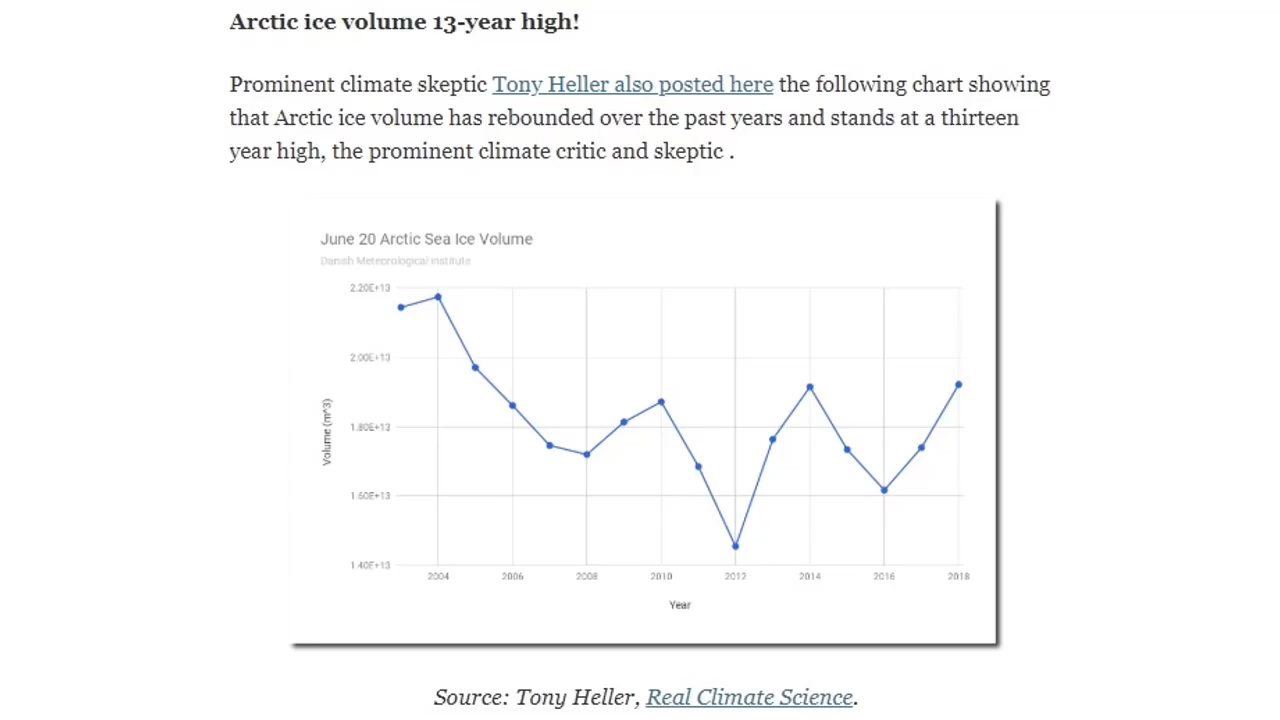 Arctic ice volume 13-year high!
Prominent climate skeptic Tony Heller also posted here the following chart showing
that Arctic ice volume has rebounded over the past years and stands at a thirteen
year high, the prominent climate critic and skeptic .
June 20 Arctic Sea Ice Volume
Danish Meteorological Institute
2.20E+13
2.00E+13
1.80E+13
1.60E+13
1.40E+13
Volume (m^3)
2004 2006 2008 2010 2012 2014 2016 2018
Year
Source: Tony Heller, Real Climate Science.